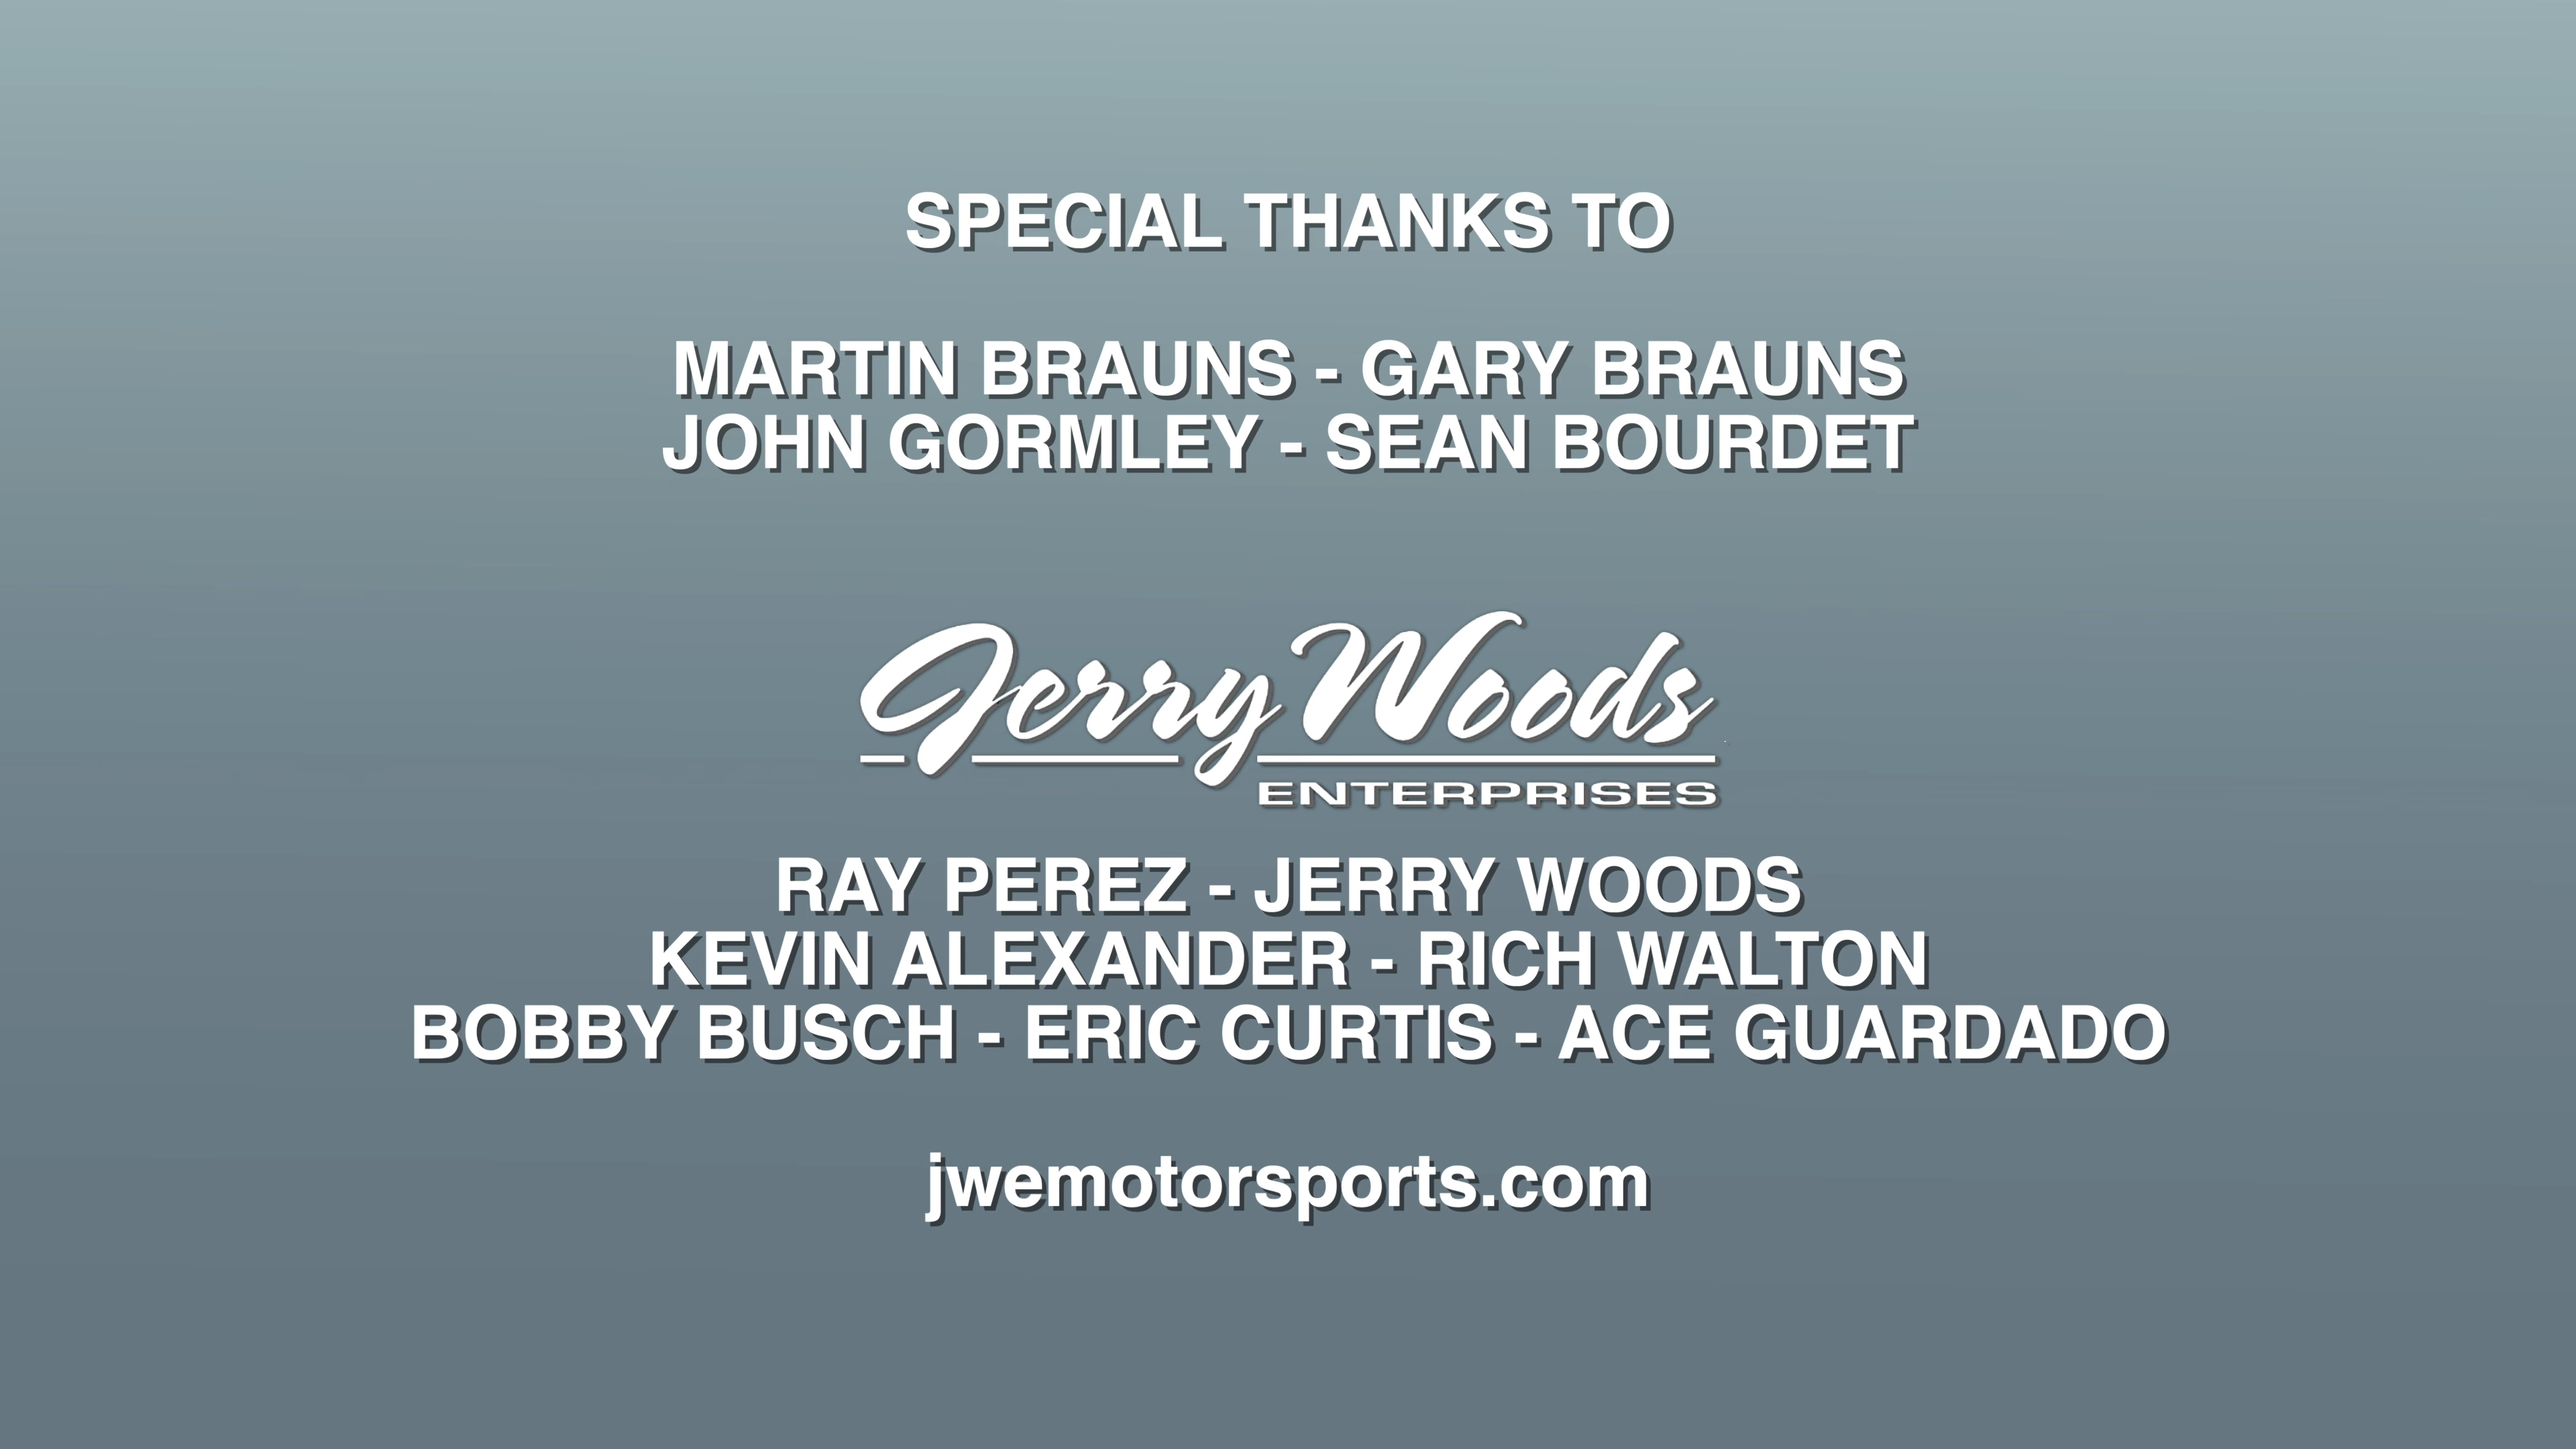 SPECIAL THANKS TO
MARTIN BRAUNS - GARY BRAUNS
JOHN GORMLEY - SEAN BOURDET
Jerry Woods
ENTERPRISES
RAY PEREZ - JERRY WOODS
KEVIN ALEXANDER - RICH WALTON
BOBBY BUSCH - ERIC CURTIS - ACE GUARDADO
jwemotorsports.com